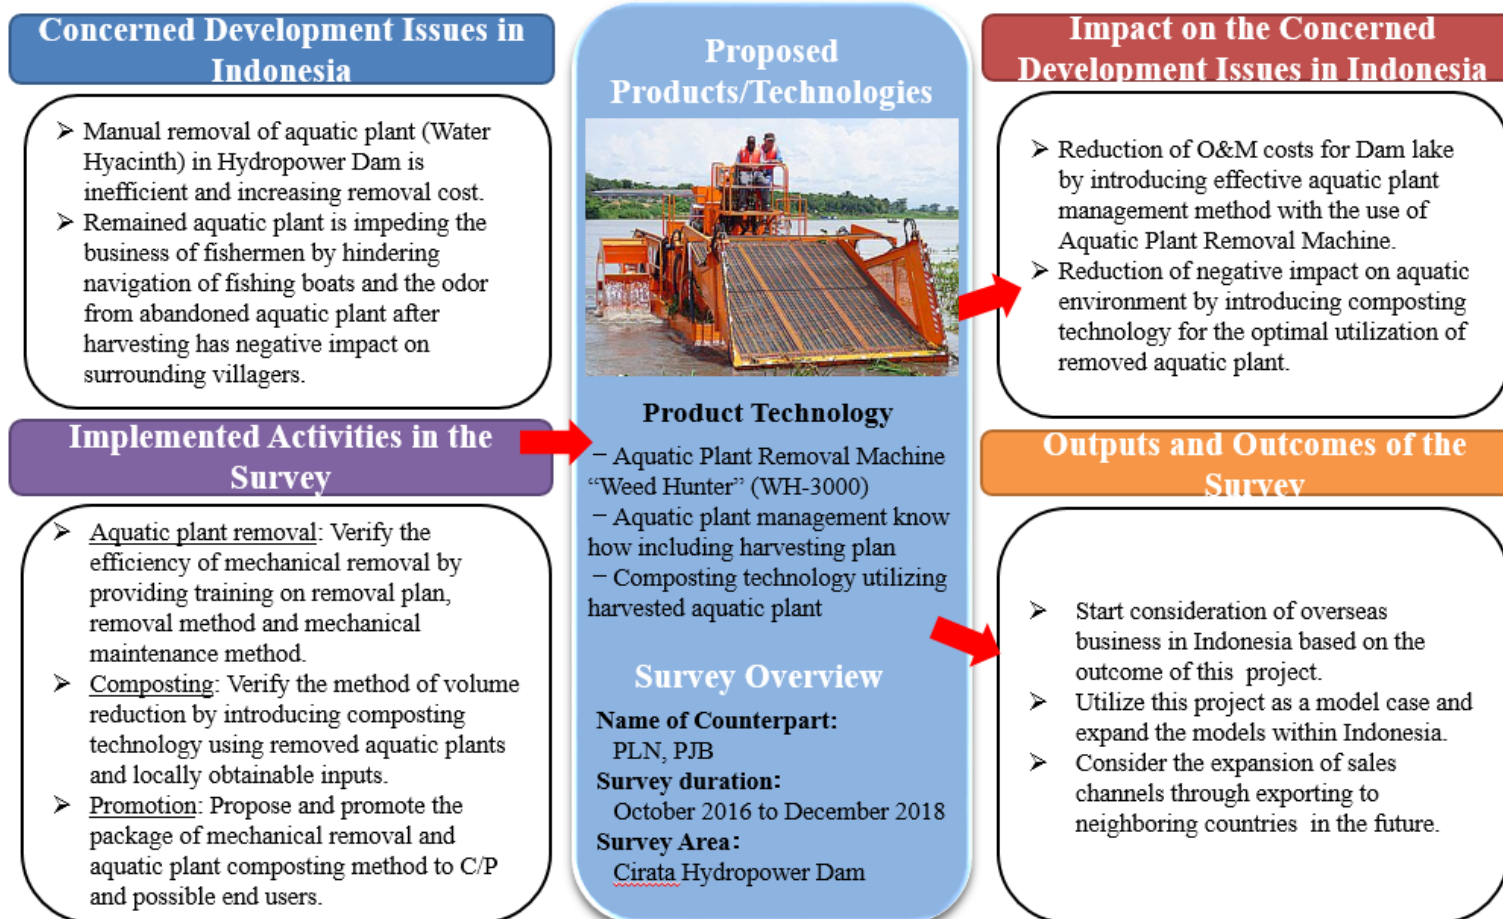 Concerned Development Issues in
Indonesia
➢ Manual removal of aquatic plant (Water
Hyacinth) in Hydropower Dam is
inefficient and increasing removal cost.
➢ Remained aquatic plant is impeding the
business of fishermen by hindering
navigation of fishing boats and the odor
from abandoned aquatic plant after
harvesting has negative impact on
surrounding villagers.
Implemented Activities in the
Survey
➢ Aquatic plant removal: Verify the
efficiency of mechanical removal by
providing training on removal plan,
removal method and mechanical
maintenance method.
➢ Composting: Verify the method of volume
reduction by introducing composting
technology using removed aquatic plants
and locally obtainable inputs.
➢ Promotion: Propose and promote the
package of mechanical removal and
aquatic plant composting method to C/P
and possible end users.
Proposed
Products/Technologies
Product Technology
－Aquatic Plant Removal Machine
“Weed Hunter” (WH-3000)
－Aquatic plant management know
how including harvesting plan
－Composting technology utilizing
harvested aquatic plant
Survey Overview
Name of Counterpart:
PLN, PJB
Survey duration：
October 2016 to December 2018
Survey Area：
Cirata Hydropower Dam
Impact on the Concerned
Development Issues in Indonesia
➢ Reduction of O&M costs for Dam lake
by introducing effective aquatic plant
management method with the use of
Aquatic Plant Removal Machine.
➢ Reduction of negative impact on aquatic
environment by introducing composting
technology for the optimal utilization of
removed aquatic plant.
Outputs and Outcomes of the
Survey
➢ Start consideration of overseas
business in Indonesia based on the
outcome of this project.
➢ Utilize this project as a model case and
expand the models within Indonesia.
➢ Consider the expansion of sales
channels through exporting to
neighboring countries in the future.